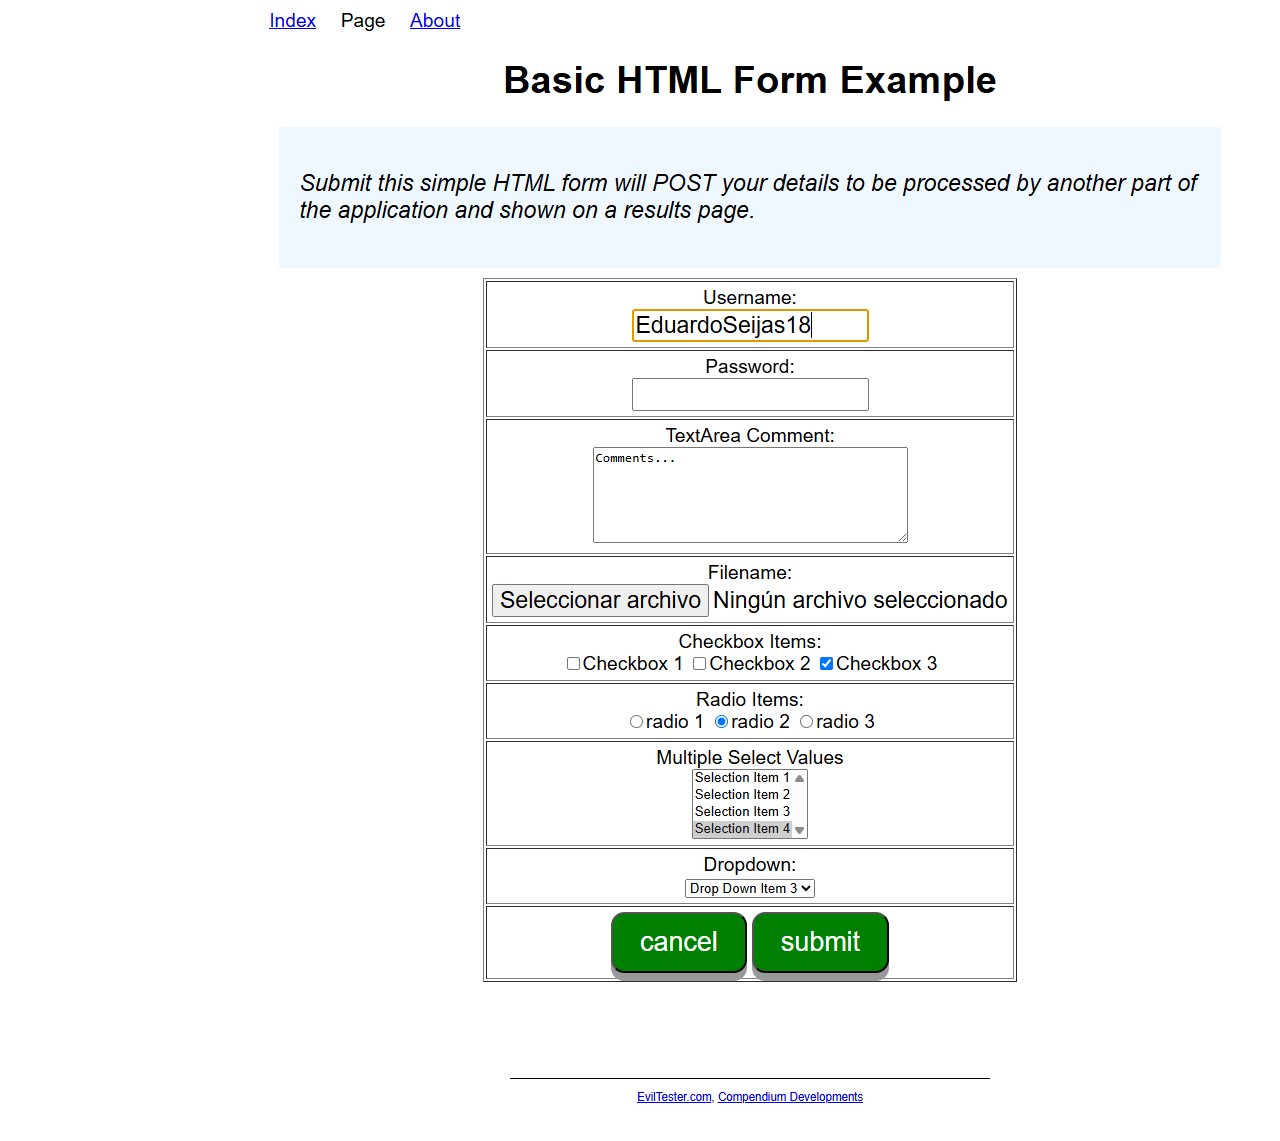 Index Page About
Basic HTML Form Example
Submit this simple HTML form will POST your details to be processed by another part of
the application and shown on a results page.
Username:
EduardoSeijas18
Password:
TextArea Comment:
Comments...
Filename:
Seleccionar archivo Ningún archivo seleccionado
Checkbox Items:
Checkbox 1 Checkbox 2 Checkbox 3
Radio Items:
radio 1 radio 2 radio 3
Multiple Select Values
Selection Item 1
Selection Item 2
Selection Item 3
Selection Item 4
Dropdown:
Drop Down Item 3
cancel submit
EvilTester.com, Compendium Developments